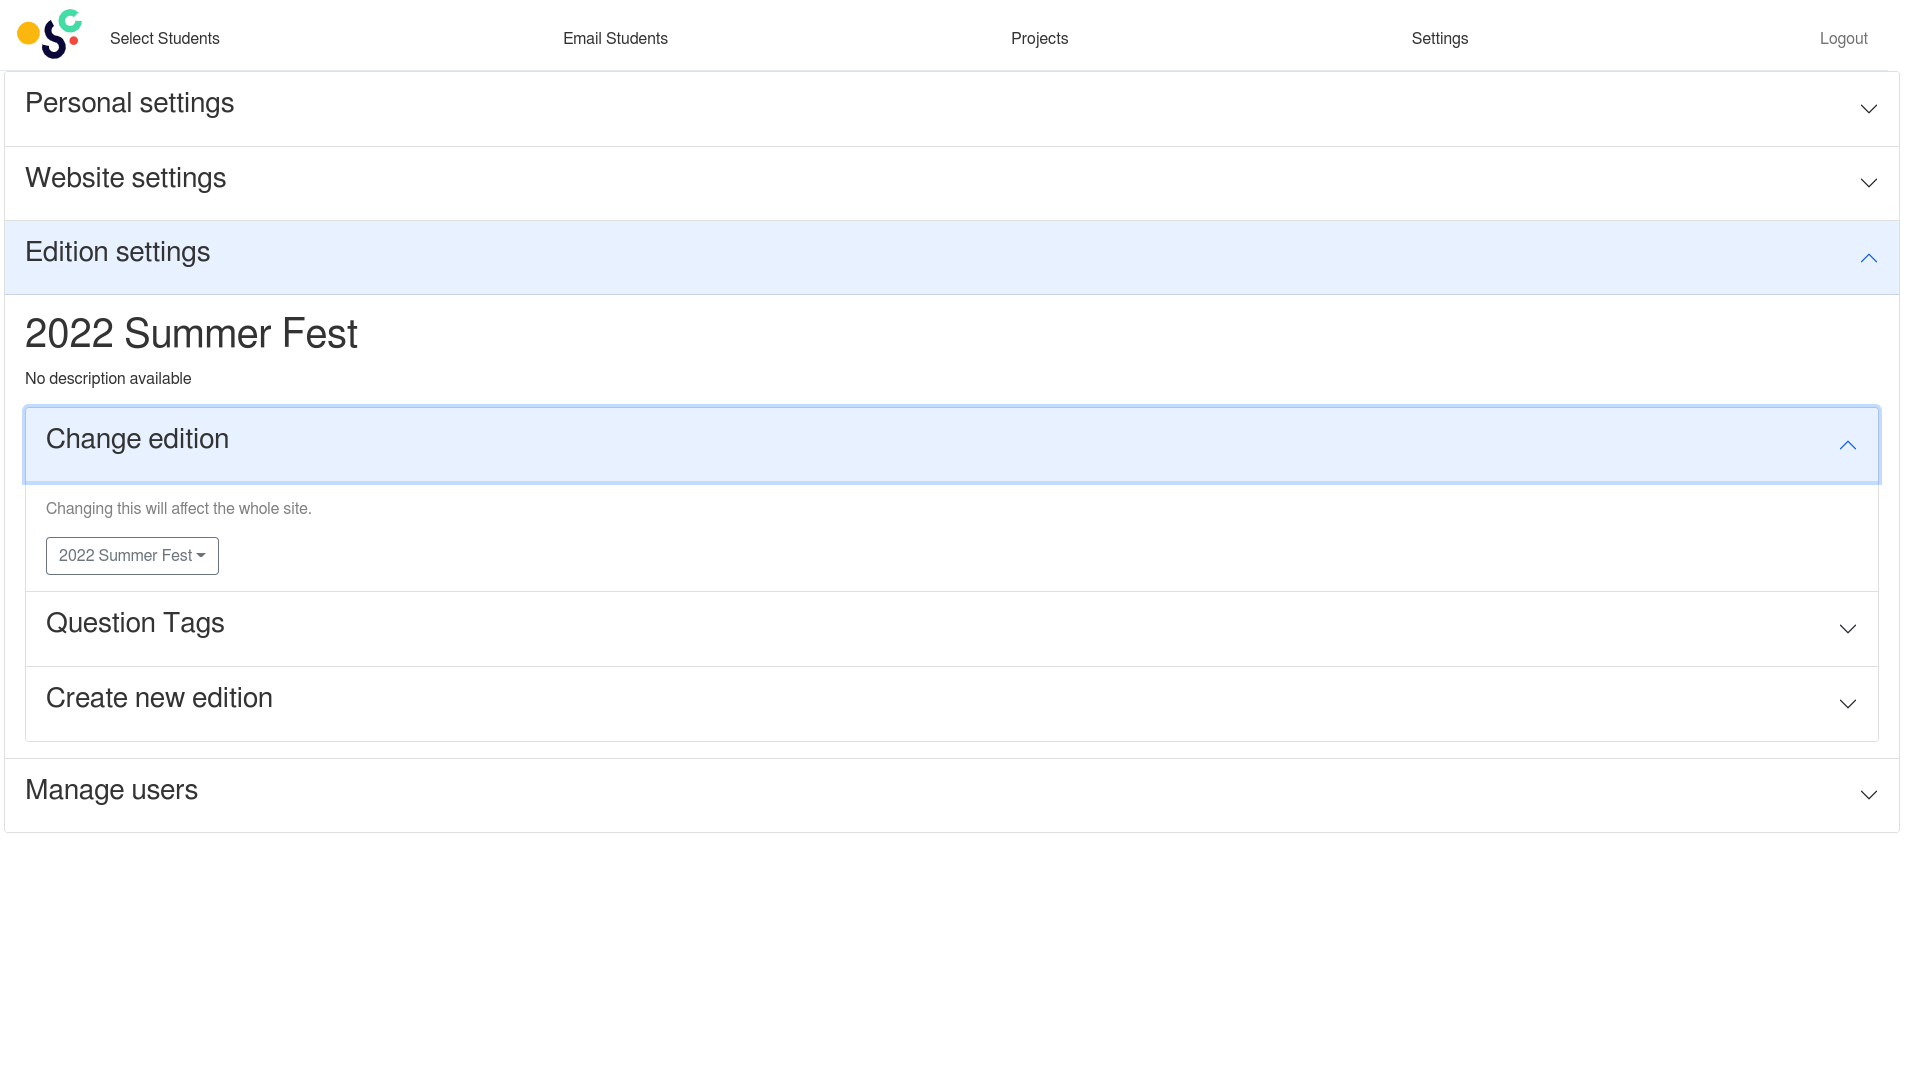 Select Students
Email Students
Projects
Settings
Logout
Personal settings
Website settings
Edition settings
2022 Summer Fest
No description available
Change edition
Changing this will affect the whole site.
2022 Summer Fest
Question Tags
Create new edition
Manage users